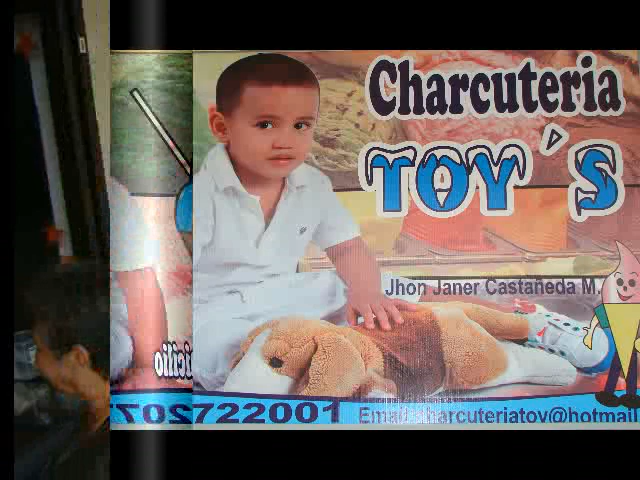 Charcuteria
TOY´S
Jhon Janer Castañeda M.
722001 Email:charcuteriatoy@hotmail